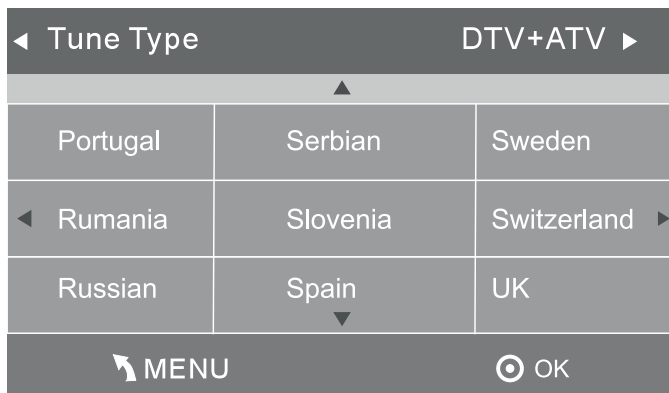 Tune Type DTV+ATV
Portugal Serbian Sweden
Rumania Slovenia Switzerland
Russian Spain UK
MENU OK